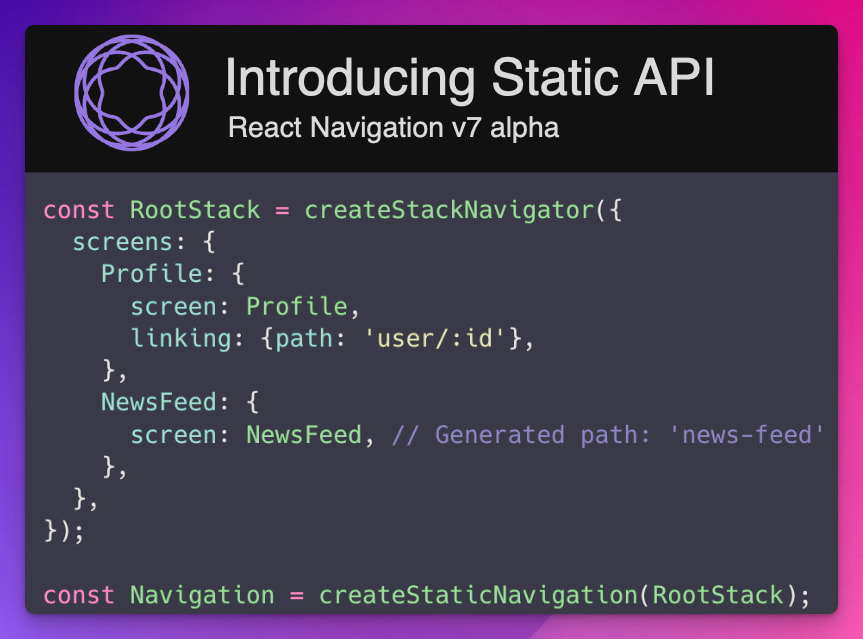 Introducing Static API
React Navigation v7 alpha
const RootStack = createStackNavigator({
  screens: {
    Profile: {
      screen: Profile,
      linking: {path: 'user/:id'},
    },
    NewsFeed: {
      screen: NewsFeed, // Generated path: 'news-feed'
    },
  },
});

const Navigation = createStaticNavigation(RootStack);